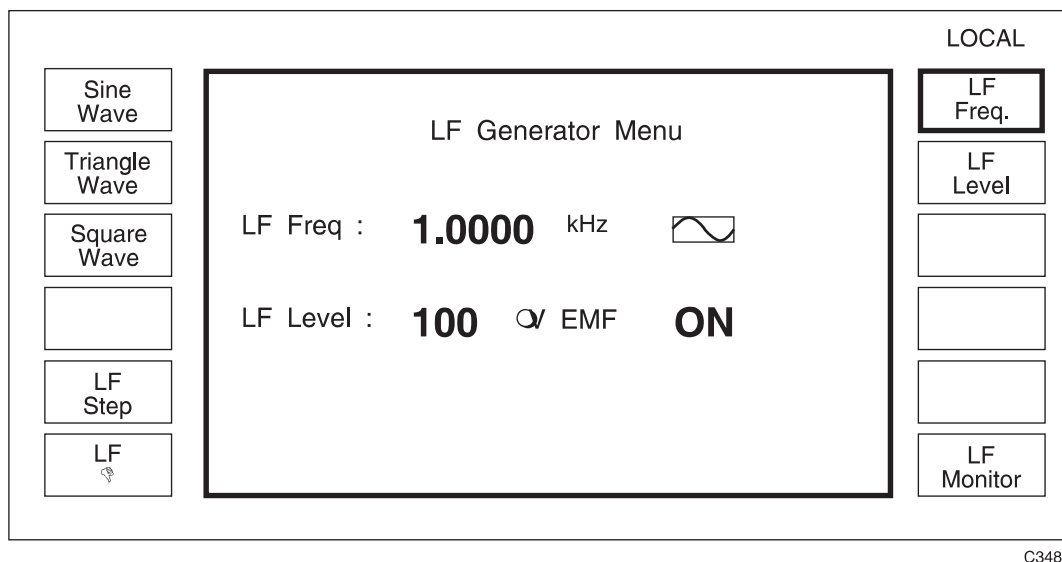 LOCAL
Sine
Wave
Triangle
Wave
Square
Wave
LF
Step
LF
LF Generator Menu
LF Freq : 1.0000 kHz
LF Level : 100 EMF ON
LF
Freq.
LF
Level
LF
Monitor
C348